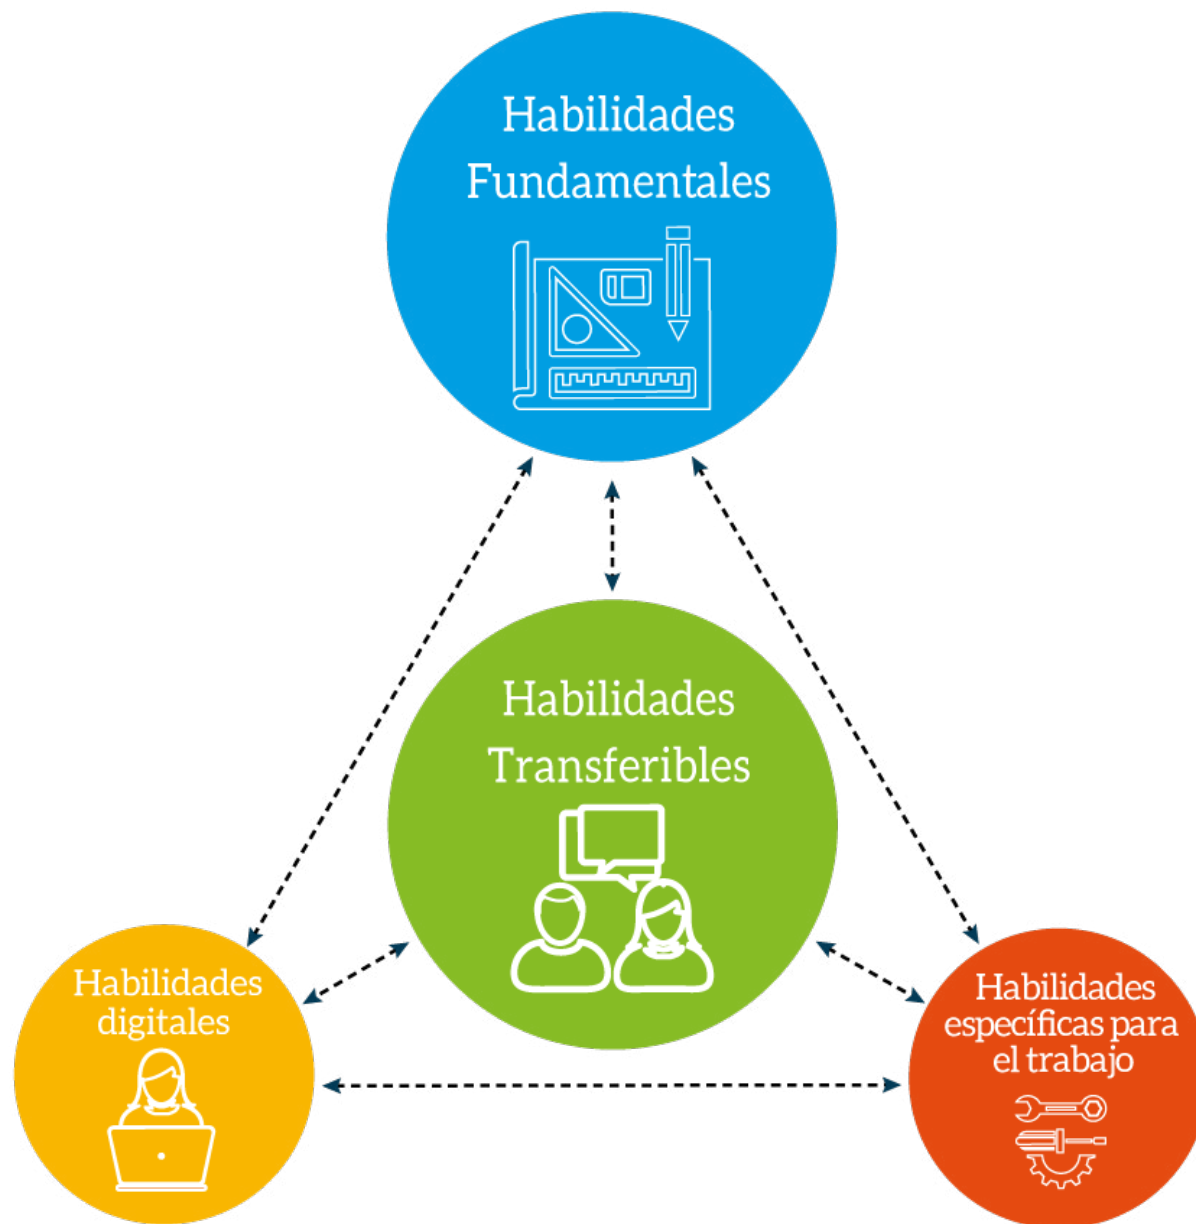 Habilidades
Fundamentales
Habilidades
Transferibles
Habilidades
digitales
Habilidades
específicas para
el trabajo